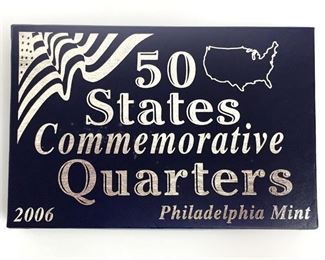 50
States
Commemorative
Quarters
2006 Philadelphia Mint